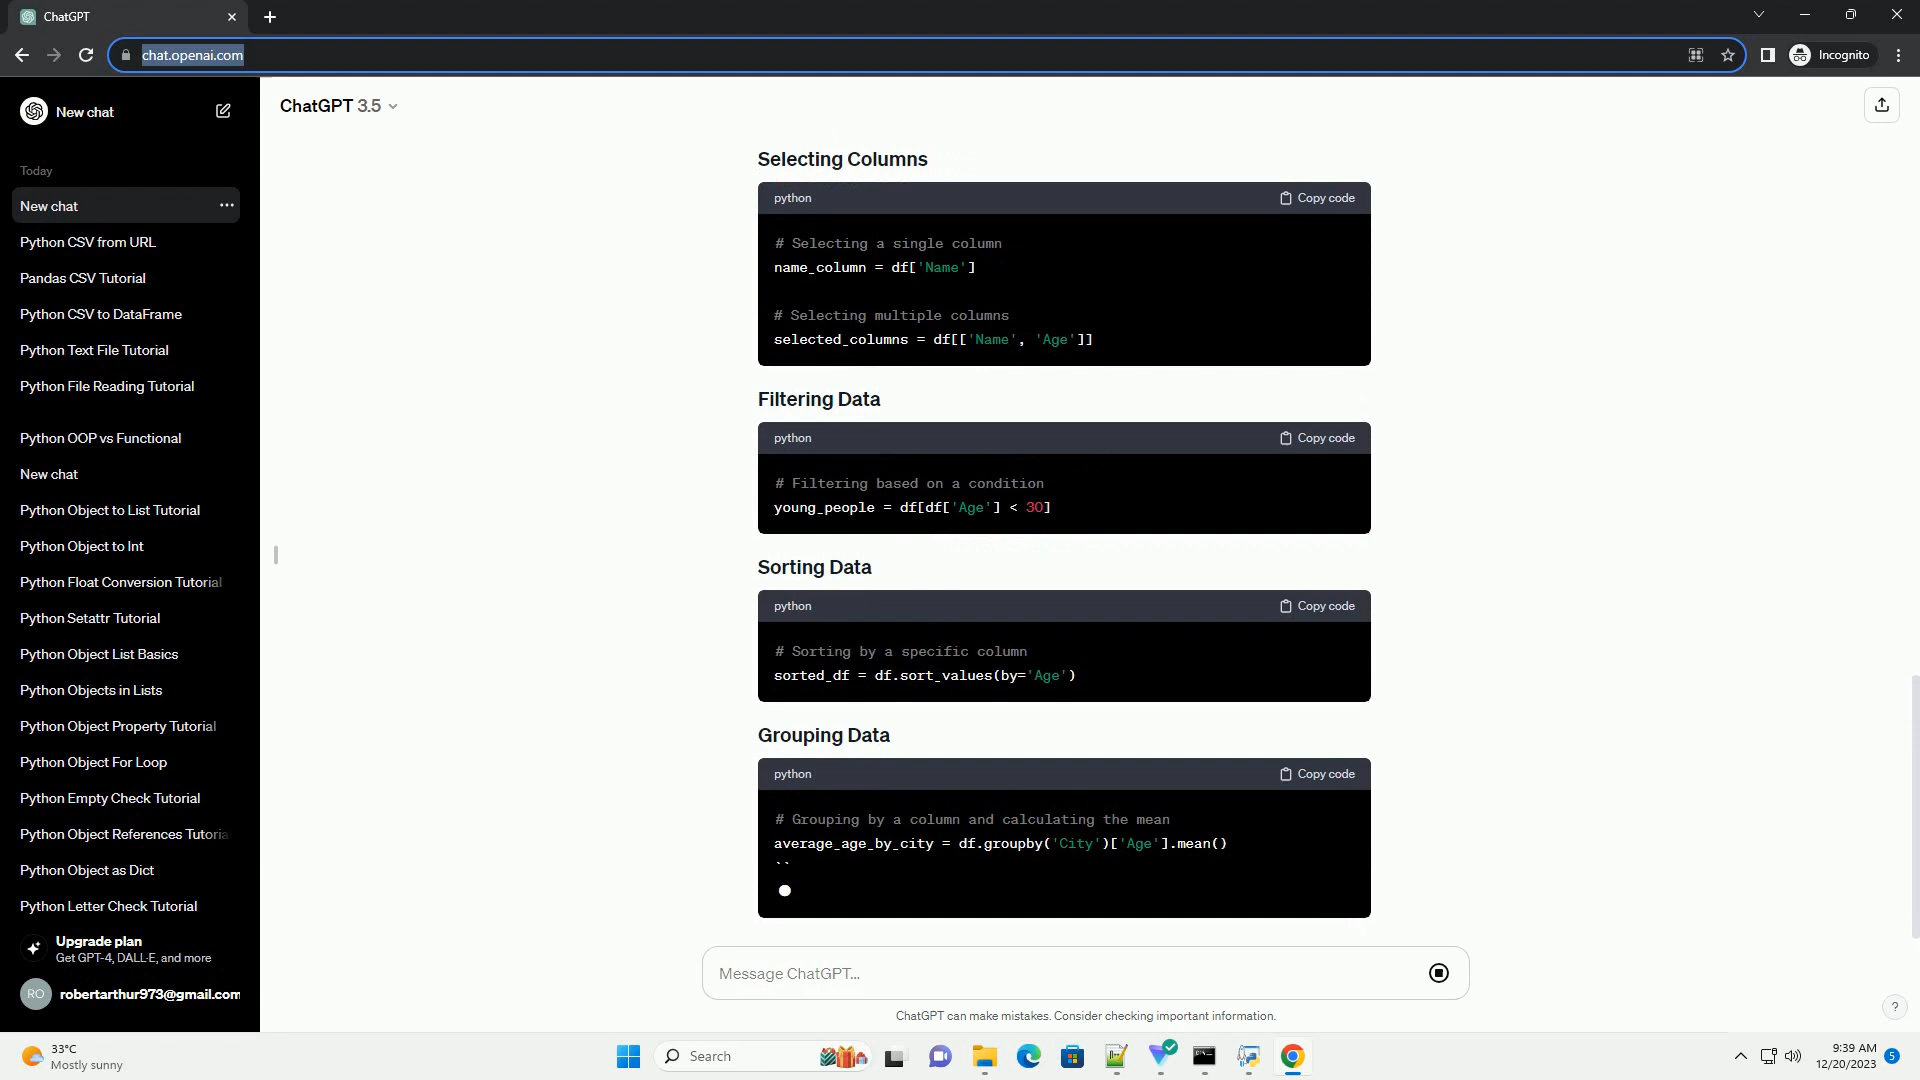 ChatGPT
chat.openai.com
Incognito
New chat
ChatGPT 3.5
Today
New chat
Python CSV from URL
Pandas CSV Tutorial
Python CSV to DataFrame
Python Text File Tutorial
Python File Reading Tutorial
Python OOP vs Functional
New chat
Python Object to List Tutorial
Python Object to Int
Python Float Conversion Tutorial
Python Setattr Tutorial
Python Object List Basics
Python Objects in Lists
Python Object Property Tutorial
Python Object For Loop
Python Empty Check Tutorial
Python Object References Tutoria
Python Object as Dict
Python Letter Check Tutorial
Upgrade plan
Get GPT-4, DALL·E, and more
RO
robertarthur973@gmail.com
Selecting Columns
python
Copy code
# Selecting a single column
name_column = df['Name']
# Selecting multiple columns
selected_columns = df[['Name', 'Age']]
Filtering Data
python
Copy code
# Filtering based on a condition
young_people = df[df['Age'] < 30]
Sorting Data
python
Copy code
# Sorting by a specific column
sorted_df = df.sort_values(by='Age')
Grouping Data
python
Copy code
# Grouping by a column and calculating the mean
average_age_by_city = df.groupby('City')['Age'].mean()
``
Message ChatGPT...
ChatGPT can make mistakes. Consider checking important information.
?
33°C
Mostly sunny
Search
9:39 AM
12/20/2023
5